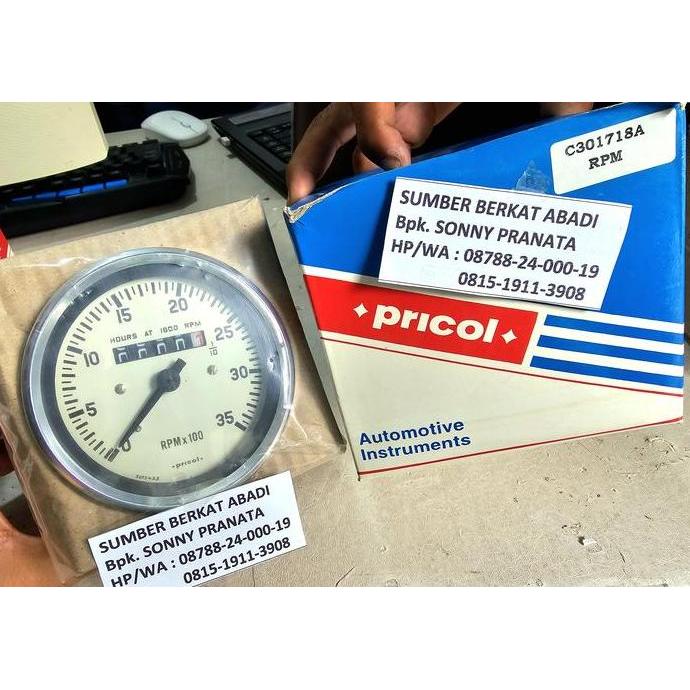 15
20
25
10
30
5
35
0
HOURS AT 1800 RPM
1/10
RPM x 100
pricol
SUMBER BERKAT ABADI
Bpk. SONNY PRANATA
HP/WA : 08788-24-000-19
0815-1911-3908
C301718A
RPM
SUMBER BERKAT ABADI
Bpk. SONNY PRANATA
HP/WA : 08788-24-000-19
0815-1911-3908
pricol
Automotive
Instruments